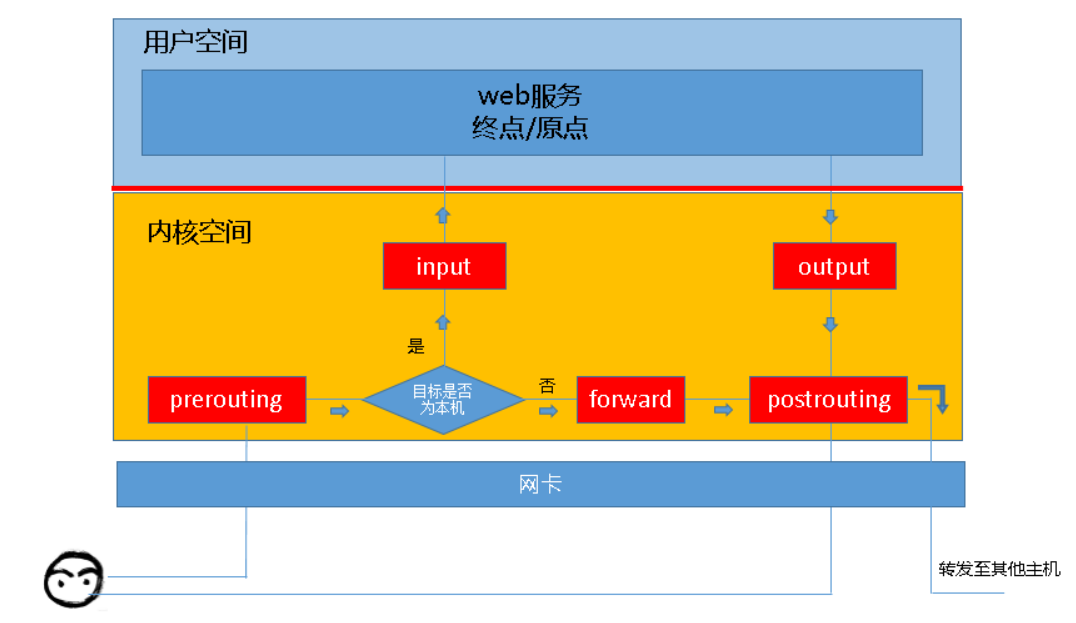 用户空间
web服务
终点/原点
内核空间
input
output
是
prerouting
目标是否
为本机
否
forward
postrouting
网卡
转发至其他主机